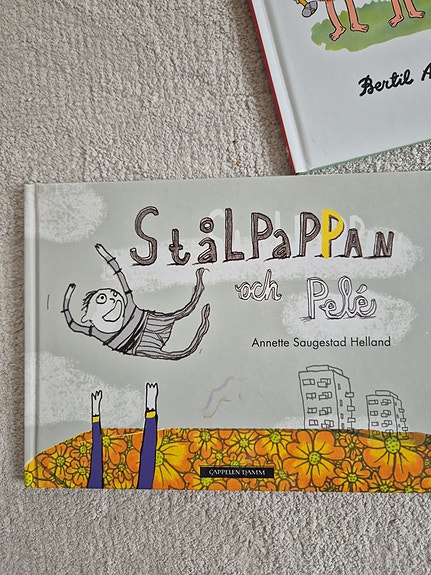 Bertil
StåLPaPPAN
och Pelé
Annette Saugestad Helland
CAPPELEN DAMM